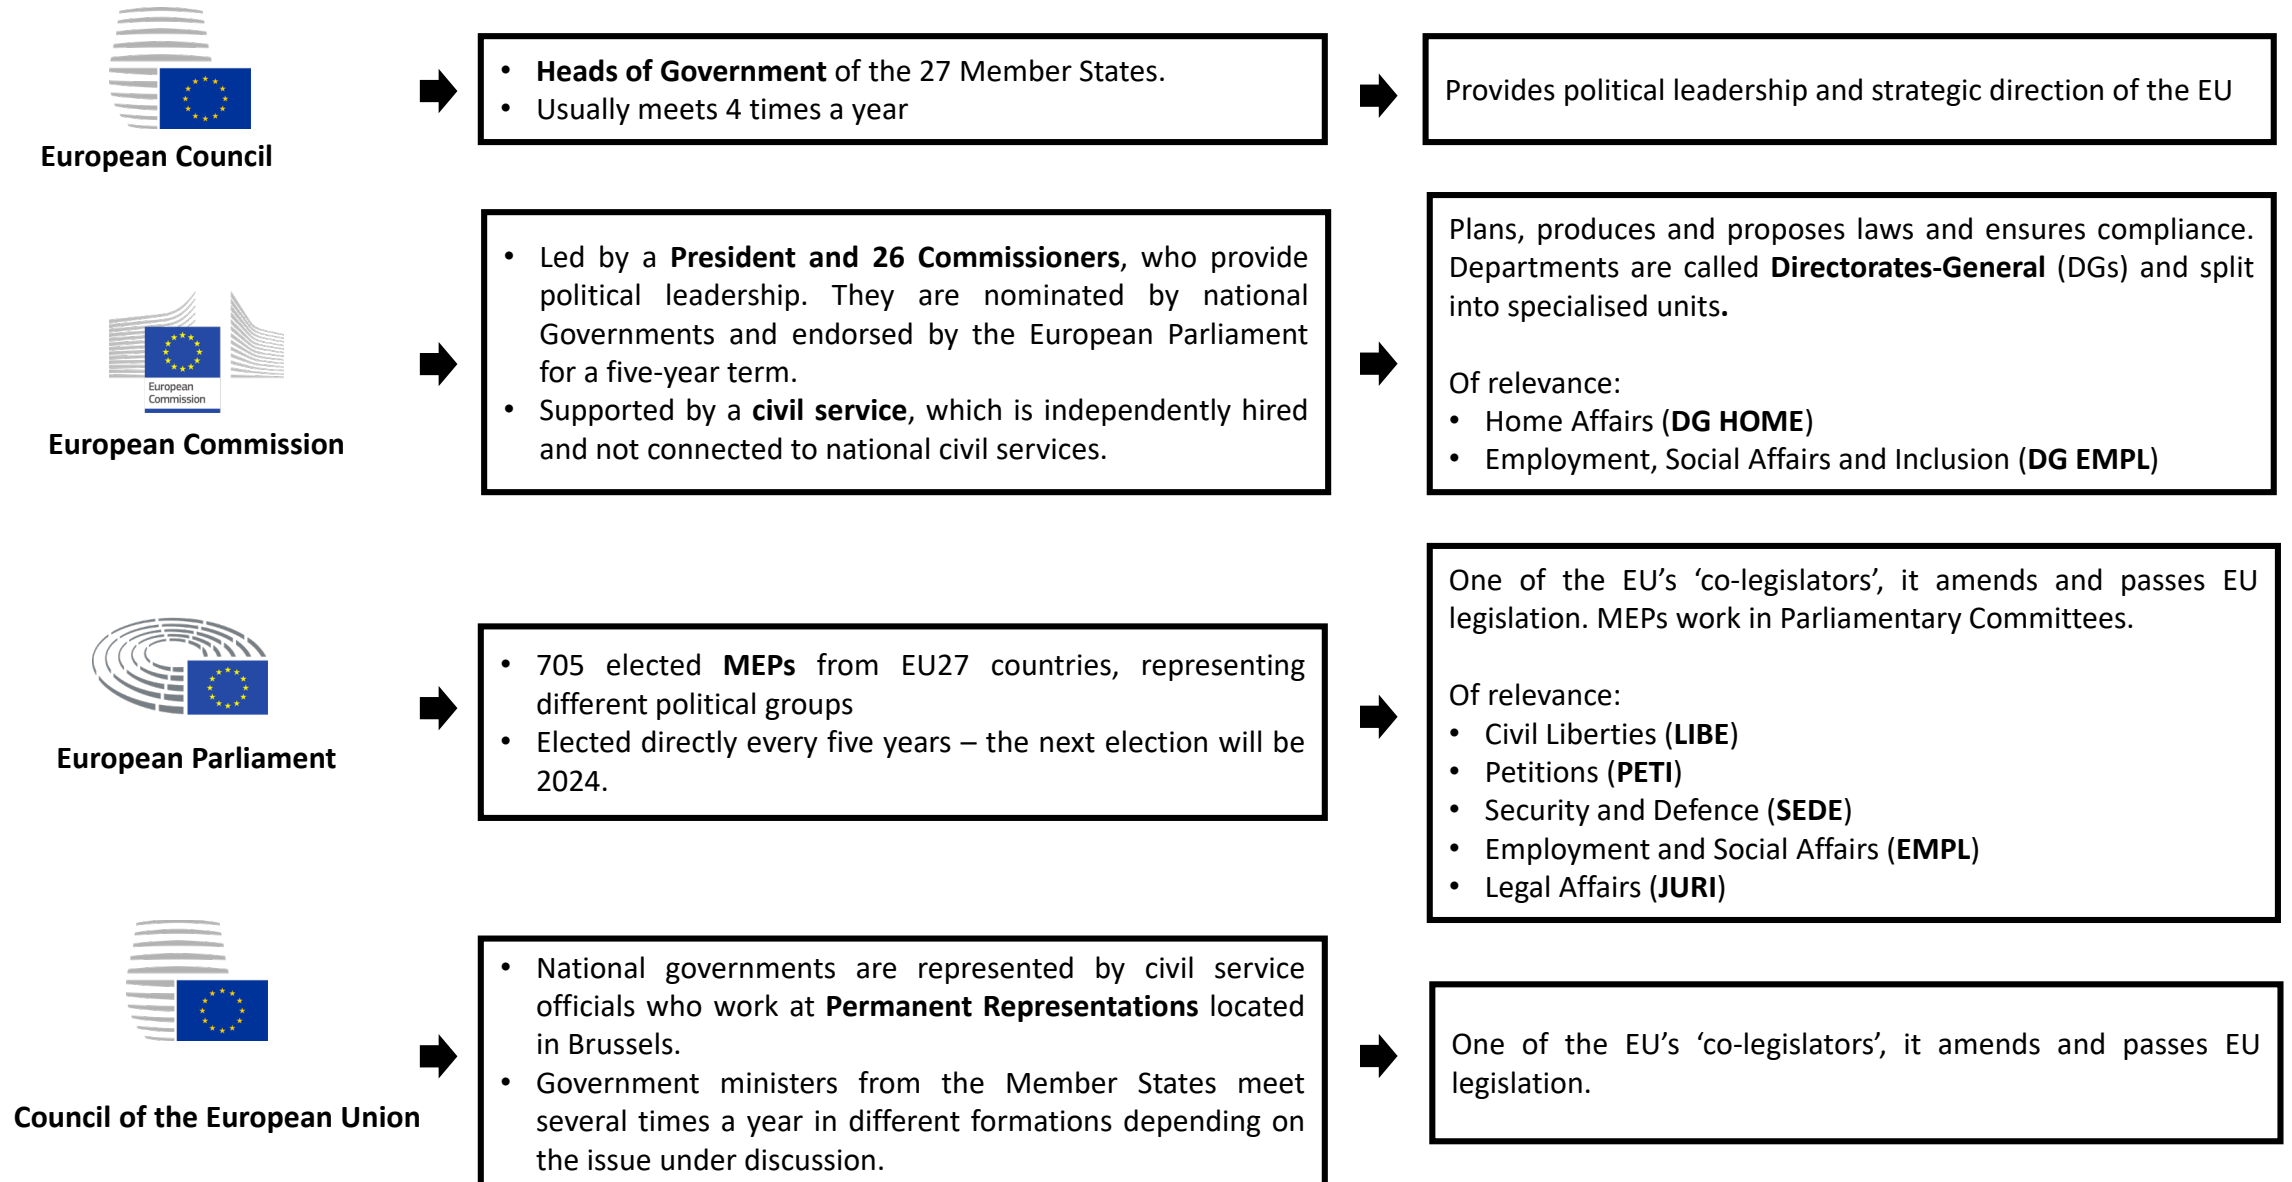 European Council
• Heads of Government of the 27 Member States.
• Usually meets 4 times a year
Provides political leadership and strategic direction of the EU
European
Commission
European Commission
• Led by a President and 26 Commissioners, who provide
political leadership. They are nominated by national
Governments and endorsed by the European Parliament
for a five-year term.
• Supported by a civil service, which is independently hired
and not connected to national civil services.
Plans, produces and proposes laws and ensures compliance.
Departments are called Directorates-General (DGs) and split
into specialised units.
Of relevance:
• Home Affairs (DG HOME)
• Employment, Social Affairs and Inclusion (DG EMPL)
European Parliament
• 705 elected MEPs from EU27 countries, representing
different political groups
• Elected directly every five years – the next election will be
2024.
One of the EU’s ‘co-legislators’, it amends and passes EU
legislation. MEPs work in Parliamentary Committees.
Of relevance:
• Civil Liberties (LIBE)
• Petitions (PETI)
• Security and Defence (SEDE)
• Employment and Social Affairs (EMPL)
• Legal Affairs (JURI)
Council of the European Union
• National governments are represented by civil service
officials who work at Permanent Representations located
in Brussels.
• Government ministers from the Member States meet
several times a year in different formations depending on
the issue under discussion.
One of the EU’s ‘co-legislators’, it amends and passes EU
legislation.